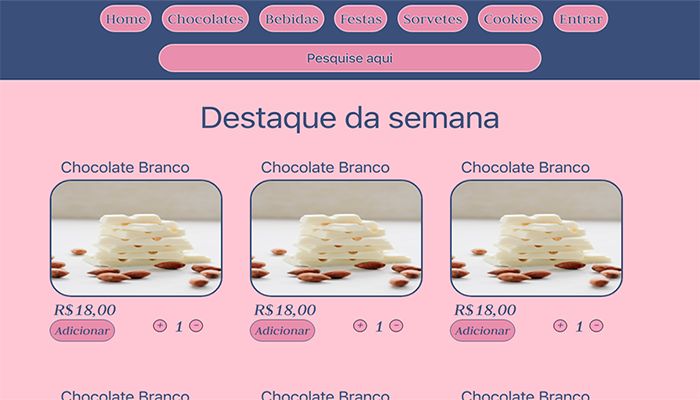 Home Chocolates Bebidas Festas Sorvetes Cookies Entrar
Pesquise aqui
Destaque da semana
Chocolate Branco Chocolate Branco Chocolate Branco
R$18,00 R$18,00 R$18,00
Adicionar + 1 - Adicionar + 1 - Adicionar + 1 -
Chocolate Branco Chocolate Branco Chocolate Branco